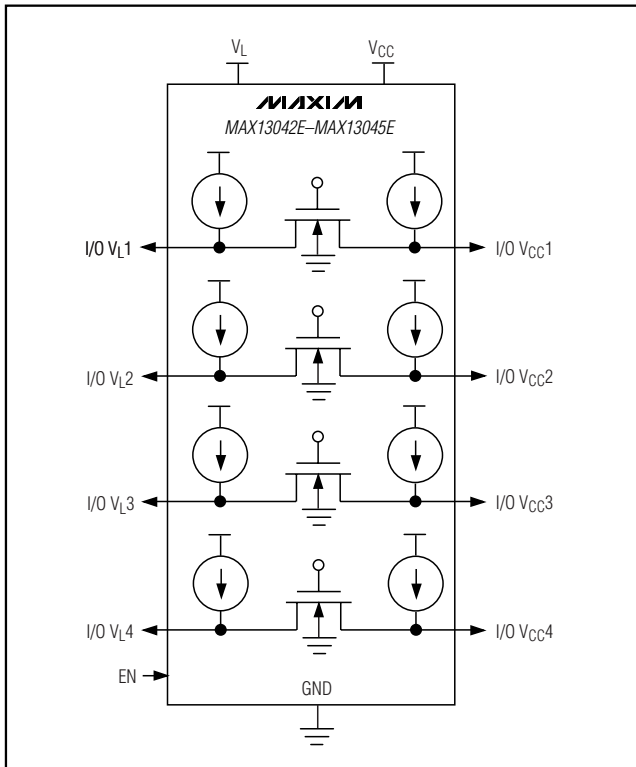 VL VCC
MAXIM
MAX13042E–MAX13045E
I/O VL1 I/O VCC1
I/O VL2 I/O VCC2
I/O VL3 I/O VCC3
I/O VL4 I/O VCC4
EN
GND